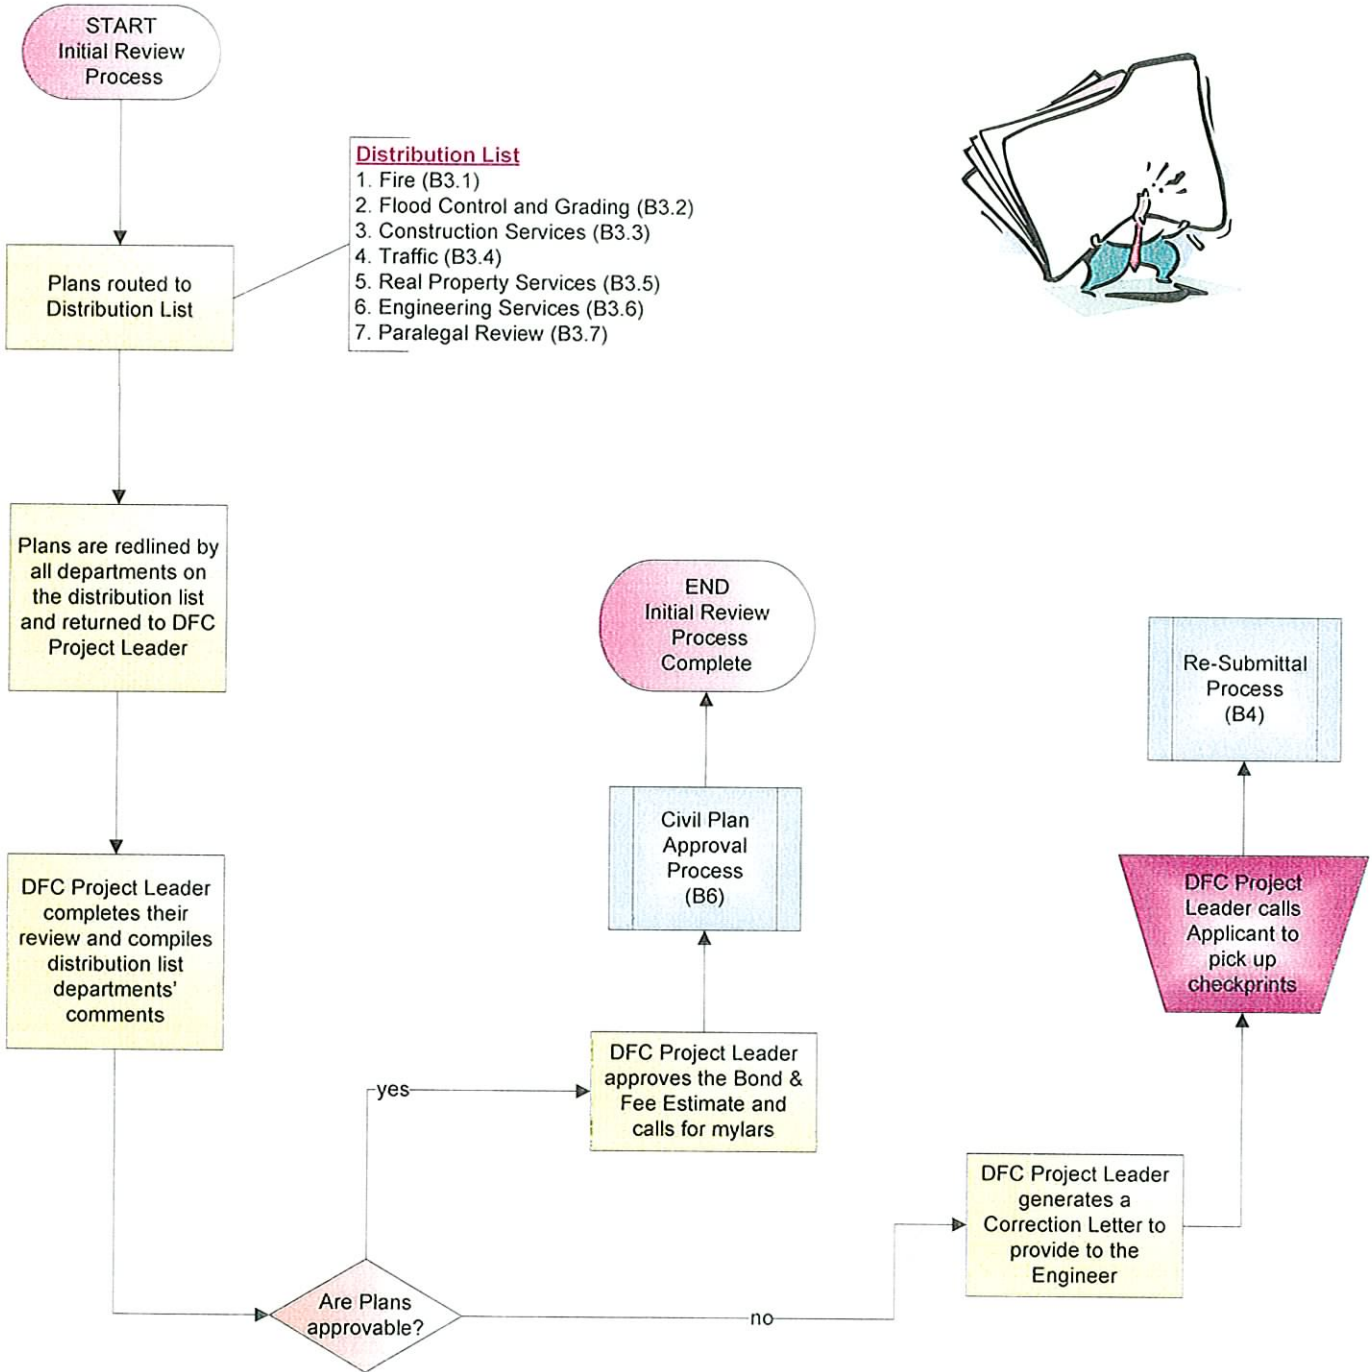 START
Initial Review
Process
Distribution List
1. Fire (B3.1)
2. Flood Control and Grading (B3.2)
3. Construction Services (B3.3)
4. Traffic (B3.4)
5. Real Property Services (B3.5)
6. Engineering Services (B3.6)
7. Paralegal Review (B3.7)
Plans routed to
Distribution List
Plans are redlined by
all departments on
the distribution list
and returned to DFC
Project Leader
DFC Project Leader
completes their
review and compiles
distribution list
departments'
comments
Are Plans
approvable?
yes
DFC Project Leader
approves the Bond &
Fee Estimate and
calls for mylars
Civil Plan
Approval
Process
(B6)
END
Initial Review
Process
Complete
no
DFC Project Leader
generates a
Correction Letter to
provide to the
Engineer
DFC Project
Leader calls
Applicant to
pick up
checkprints
Re-Submittal
Process
(B4)